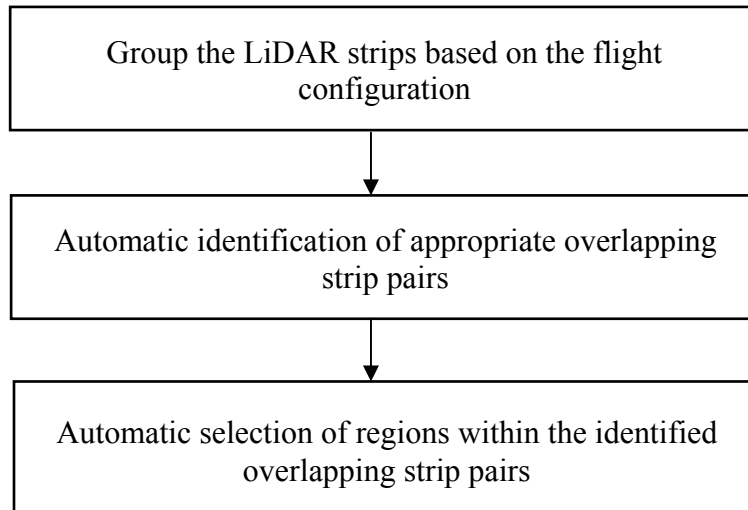 Group the LiDAR strips based on the flight
configuration
Automatic identification of appropriate overlapping
strip pairs
Automatic selection of regions within the identified
overlapping strip pairs